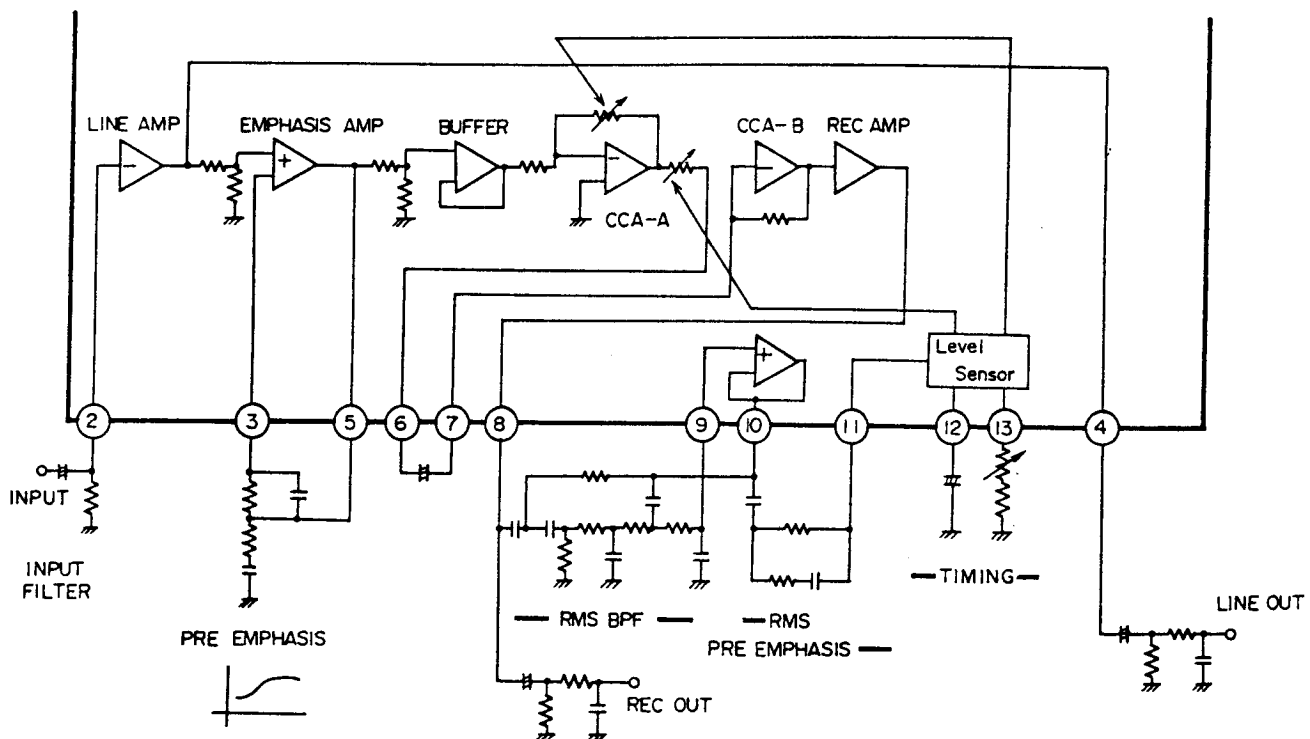 LINE AMP
EMPHASIS AMP
BUFFER
CCA-B
REC AMP
+
+
CCA-A
Level
Sensor
2
3
5
6
7
8
9
10
11
12
13
4
INPUT
INPUT
FILTER
PRE EMPHASIS
RMS BPF
RMS
PRE EMPHASIS
TIMING
LINE OUT
REC OUT